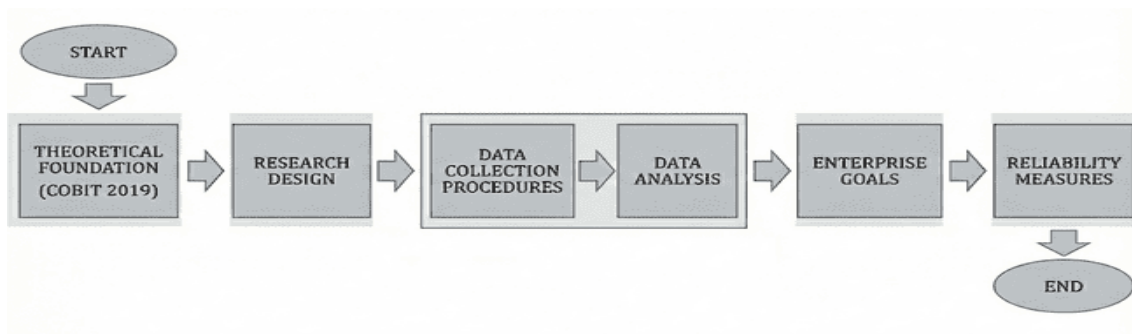 START
THEORETICAL
FOUNDATION
(COBIT 2019)
RESEARCH
DESIGN
DATA
COLLECTION
PROCEDURES
DATA
ANALYSIS
ENTERPRISE
GOALS
RELIABILITY
MEASURES
END